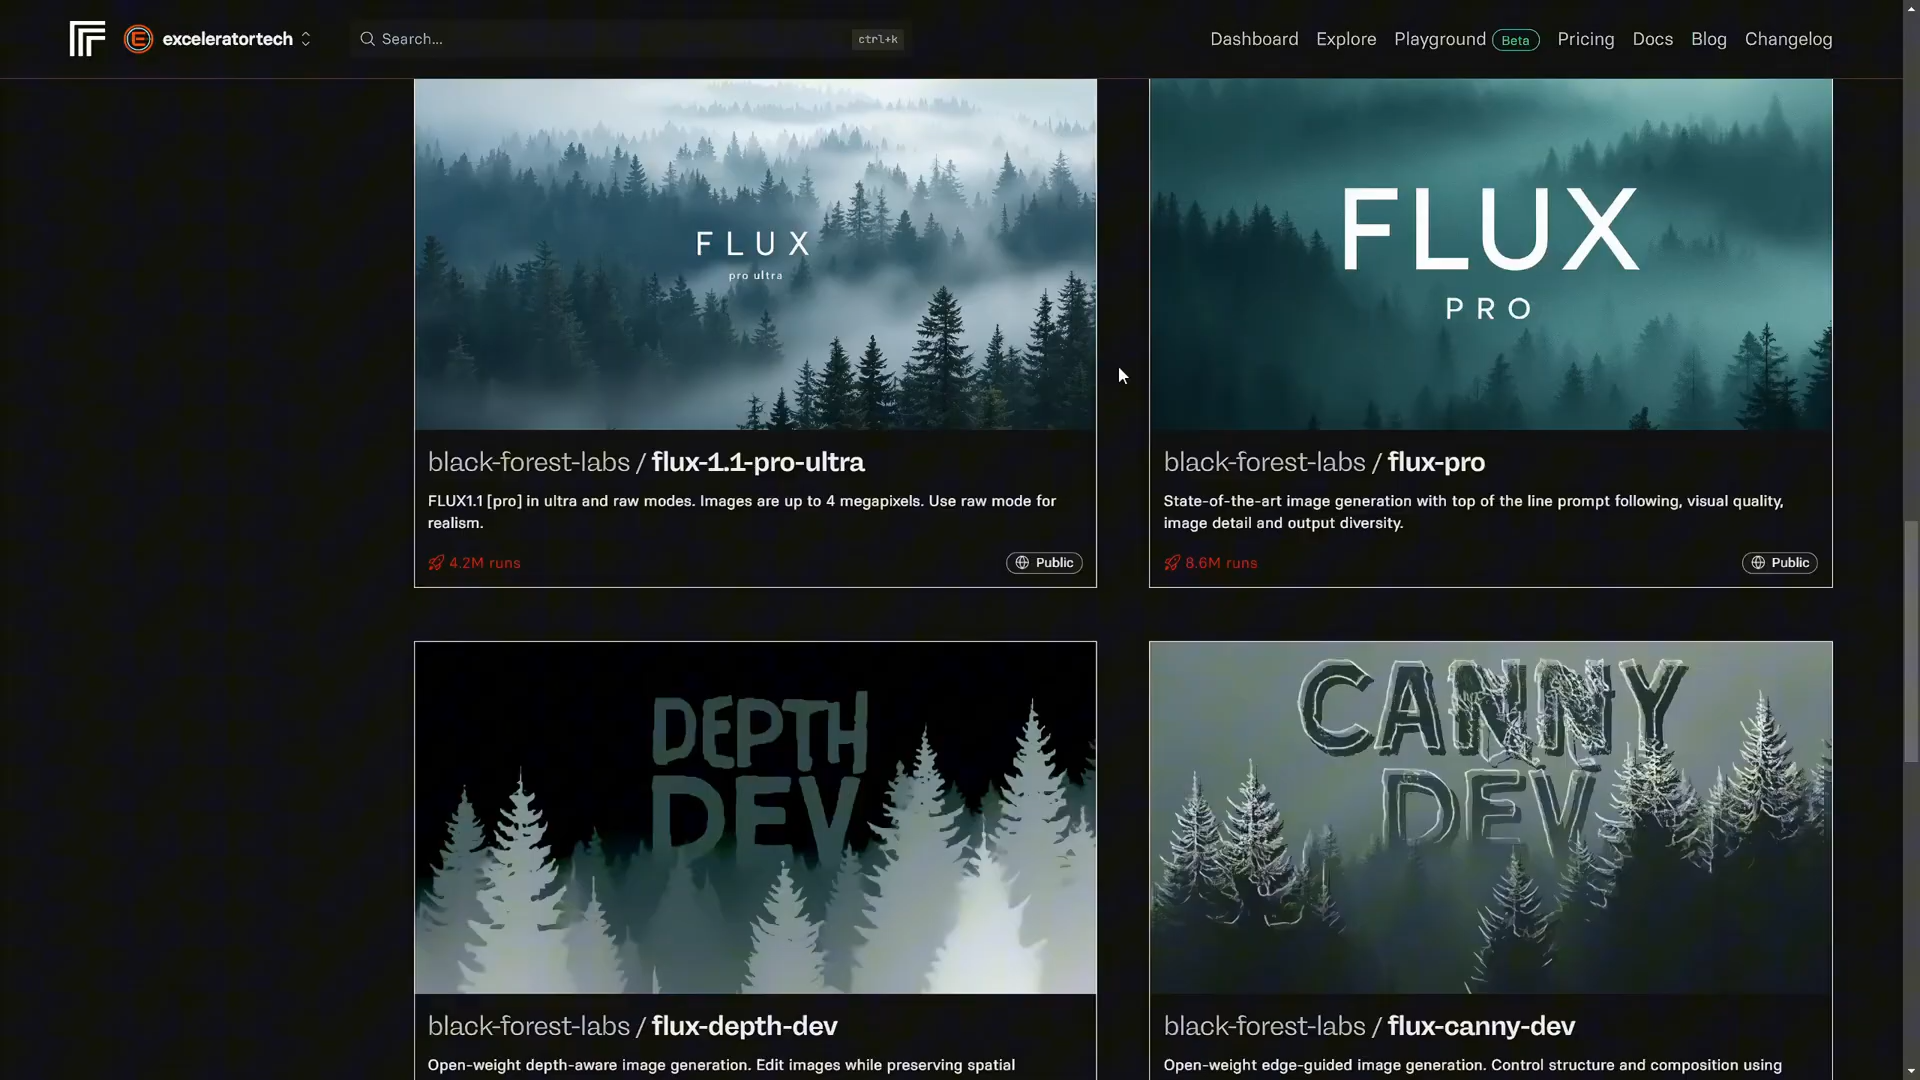 exceleratortech
Search...
ctrl+k
Dashboard
Explore
Playground
Beta
Pricing
Docs
Blog
Changelog
FLUX
pro ultra
black-forest-labs / flux-1.1-pro-ultra
FLUX1.1 [pro] in ultra and raw modes. Images are up to 4 megapixels. Use raw mode for
realism.
4.2M runs
Public
FLUX
PRO
black-forest-labs / flux-pro
State-of-the-art image generation with top of the line prompt following, visual quality,
image detail and output diversity.
8.6M runs
Public
DEPTH
DEV
black-forest-labs / flux-depth-dev
Open-weight depth-aware image generation. Edit images while preserving spatial
CANNY
DEV
black-forest-labs / flux-canny-dev
Open-weight edge-guided image generation. Control structure and composition using